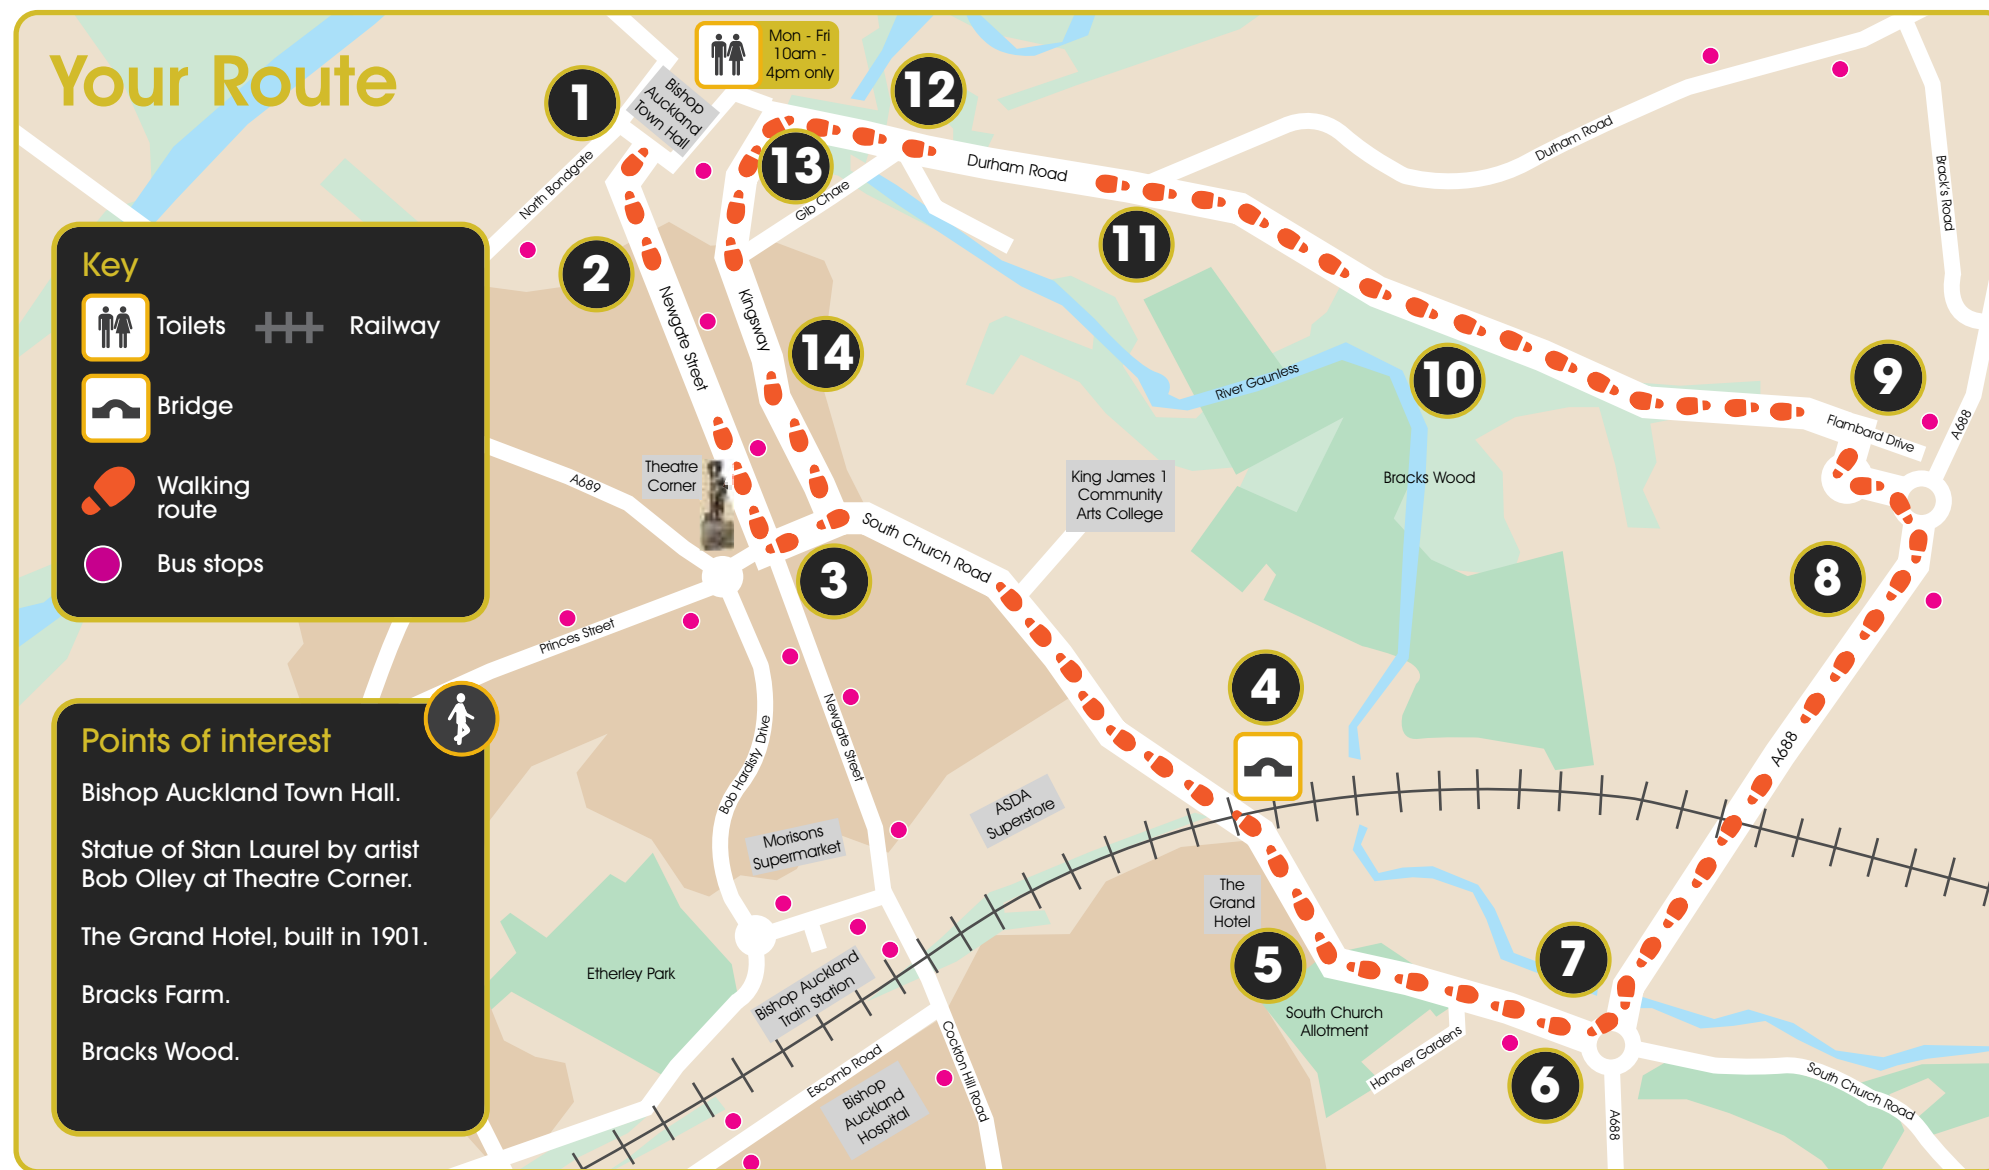 Your Route
Mon - Fri
10am -
4pm only
Bishop
Auckland
Town Hall
1
2
3
4
5
6
7
8
9
10
11
12
13
14
North Bondgate
Durham Road
Durham Road
Brack's Road
Gib Chare
Kingsway
Newgate Street
River Gaunless
Flambard Drive
A688
Key
Toilets
Railway
Bridge
Walking
route
Bus stops
Theatre
Corner
A689
South Church Road
King James 1
Community
Arts College
Bracks Wood
Princes Street
Newgate Street
Bob Hardisty Drive
A688
Morisons
Supermarket
ASDA
Superstore
The
Grand
Hotel
Etherley Park
Bishop Auckland
Train Station
South Church
Allotment
Hanover Gardens
Escomb Road
Cockton Hill Road
Bishop
Auckland
Hospital
South Church Road
A688
Points of interest
Bishop Auckland Town Hall.
Statue of Stan Laurel by artist
Bob Olley at Theatre Corner.
The Grand Hotel, built in 1901.
Bracks Farm.
Bracks Wood.